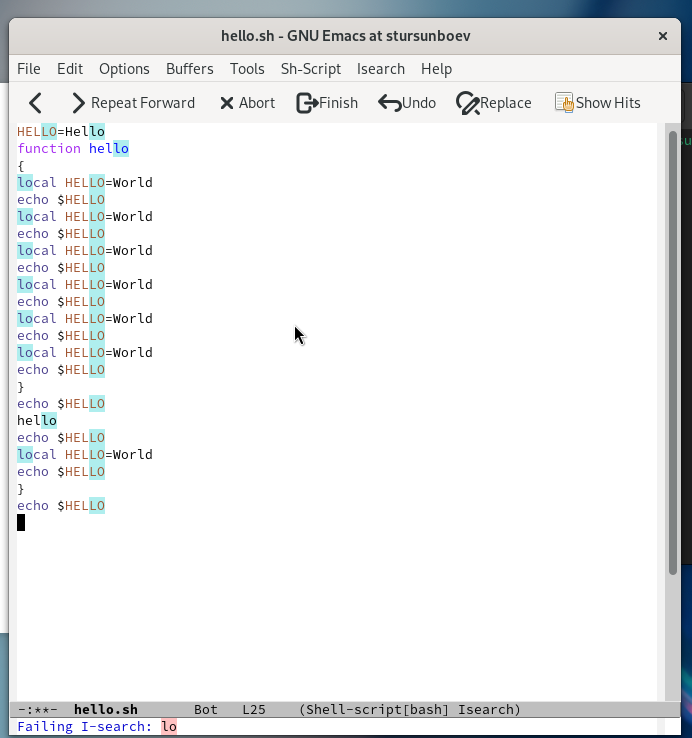 hello.sh - GNU Emacs at stursunboev
File Edit Options Buffers Tools Sh-Script Isearch Help
Repeat Forward Abort Finish Undo Replace Show Hits
HELLO=Hello
function hello
{
local HELLO=World
echo $HELLO
local HELLO=World
echo $HELLO
local HELLO=World
echo $HELLO
local HELLO=World
echo $HELLO
local HELLO=World
echo $HELLO
local HELLO=World
echo $HELLO
}
echo $HELLO
hello
echo $HELLO
local HELLO=World
echo $HELLO
}
echo $HELLO
-:**- hello.sh Bot L25 (Shell-script[bash] Isearch)
Failing I-search: lo